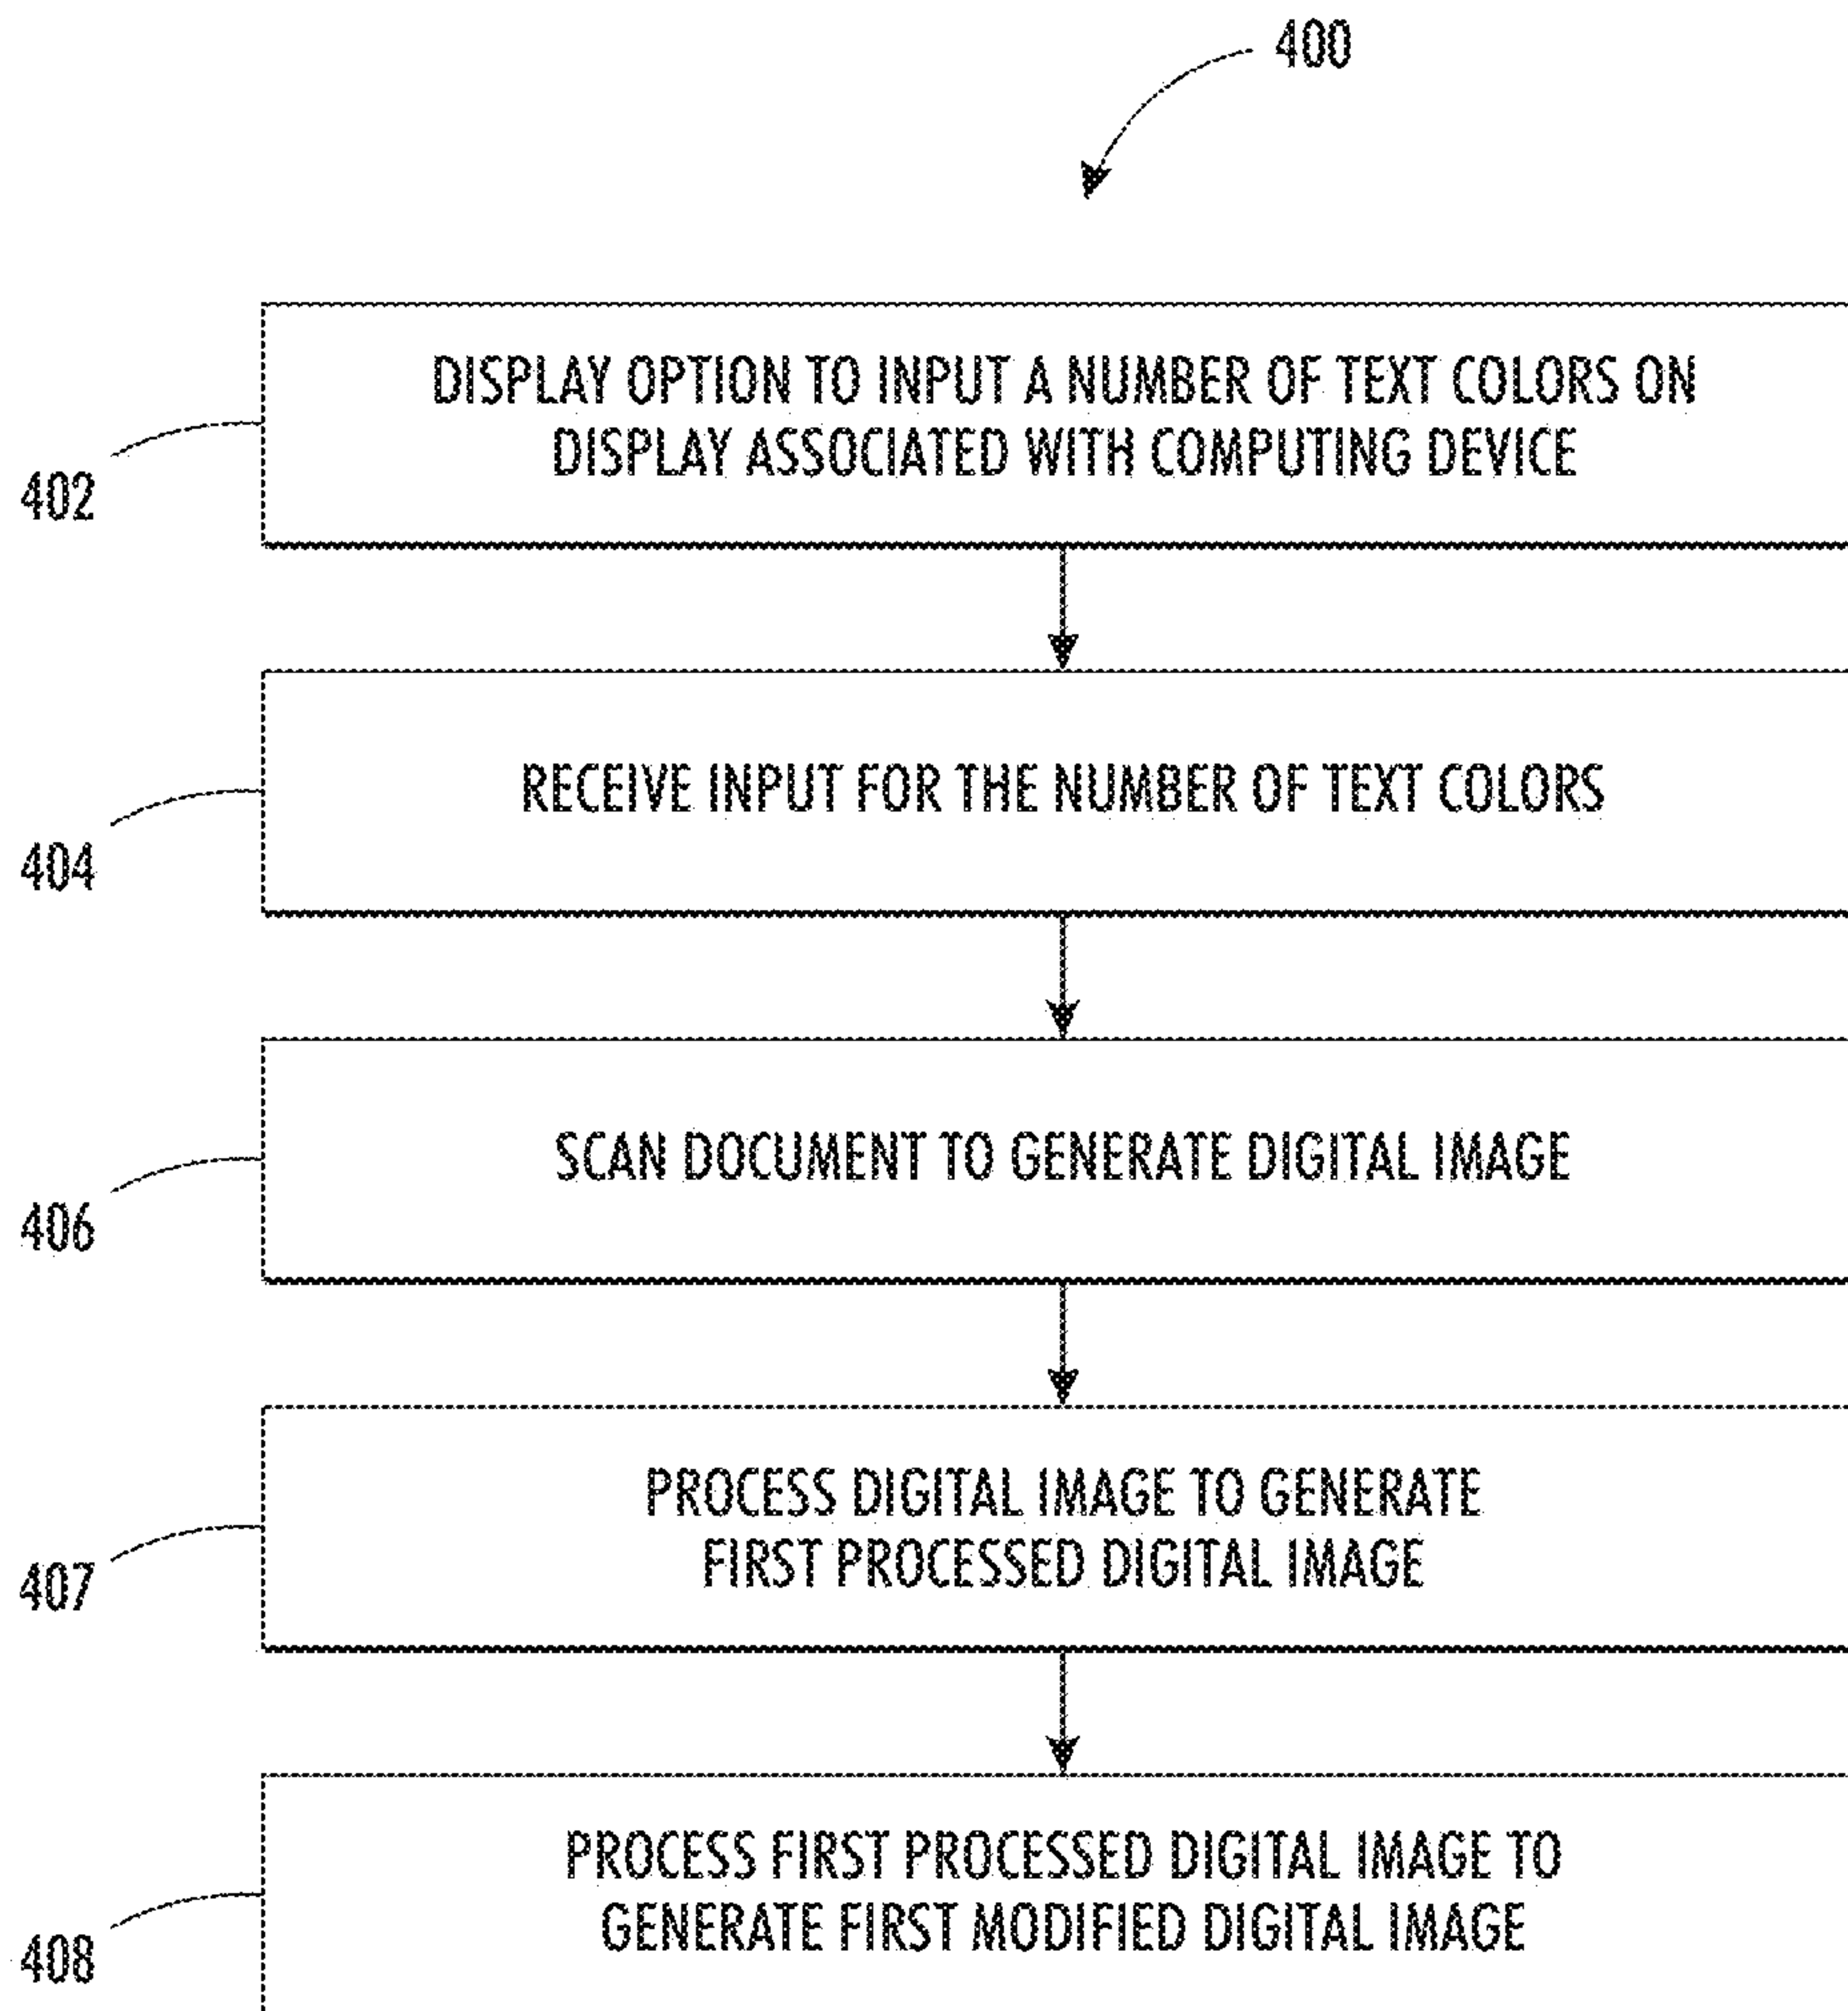 400
DISPLAY OPTION TO INPUT A NUMBER OF TEXT COLORS ON
DISPLAY ASSOCIATED WITH COMPUTING DEVICE
402
RECEIVE INPUT FOR THE NUMBER OF TEXT COLORS
404
SCAN DOCUMENT TO GENERATE DIGITAL IMAGE
406
PROCESS DIGITAL IMAGE TO GENERATE
FIRST PROCESSED DIGITAL IMAGE
407
PROCESS FIRST PROCESSED DIGITAL IMAGE TO
GENERATE FIRST MODIFIED DIGITAL IMAGE
408